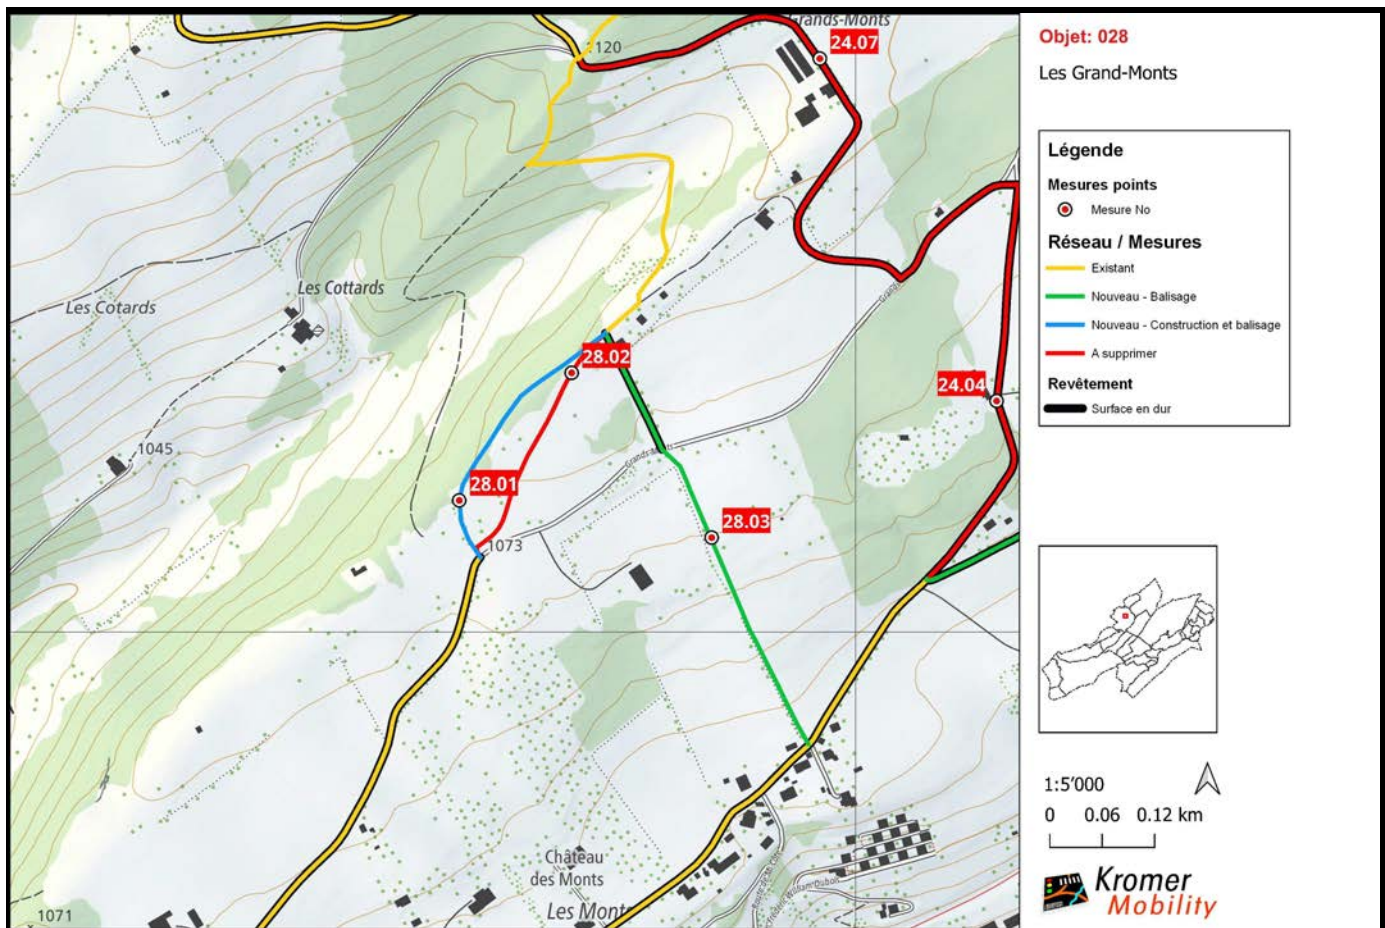 Grands-Monts
24.07
1120
Les Cotards
Les Cottards
Grands
28.02
24.04
1045
28.01
28.03
1073
Château
des Monts
Les Monts
1071
Objet: 028
Les Grand-Monts
Légende
Mesures points
Mesure No
Réseau / Mesures
Existant
Nouveau - Balisage
Nouveau - Construction et balisage
A supprimer
Revêtement
Surface en dur
1:5'000
0 0.06 0.12 km
Kromer
Mobility